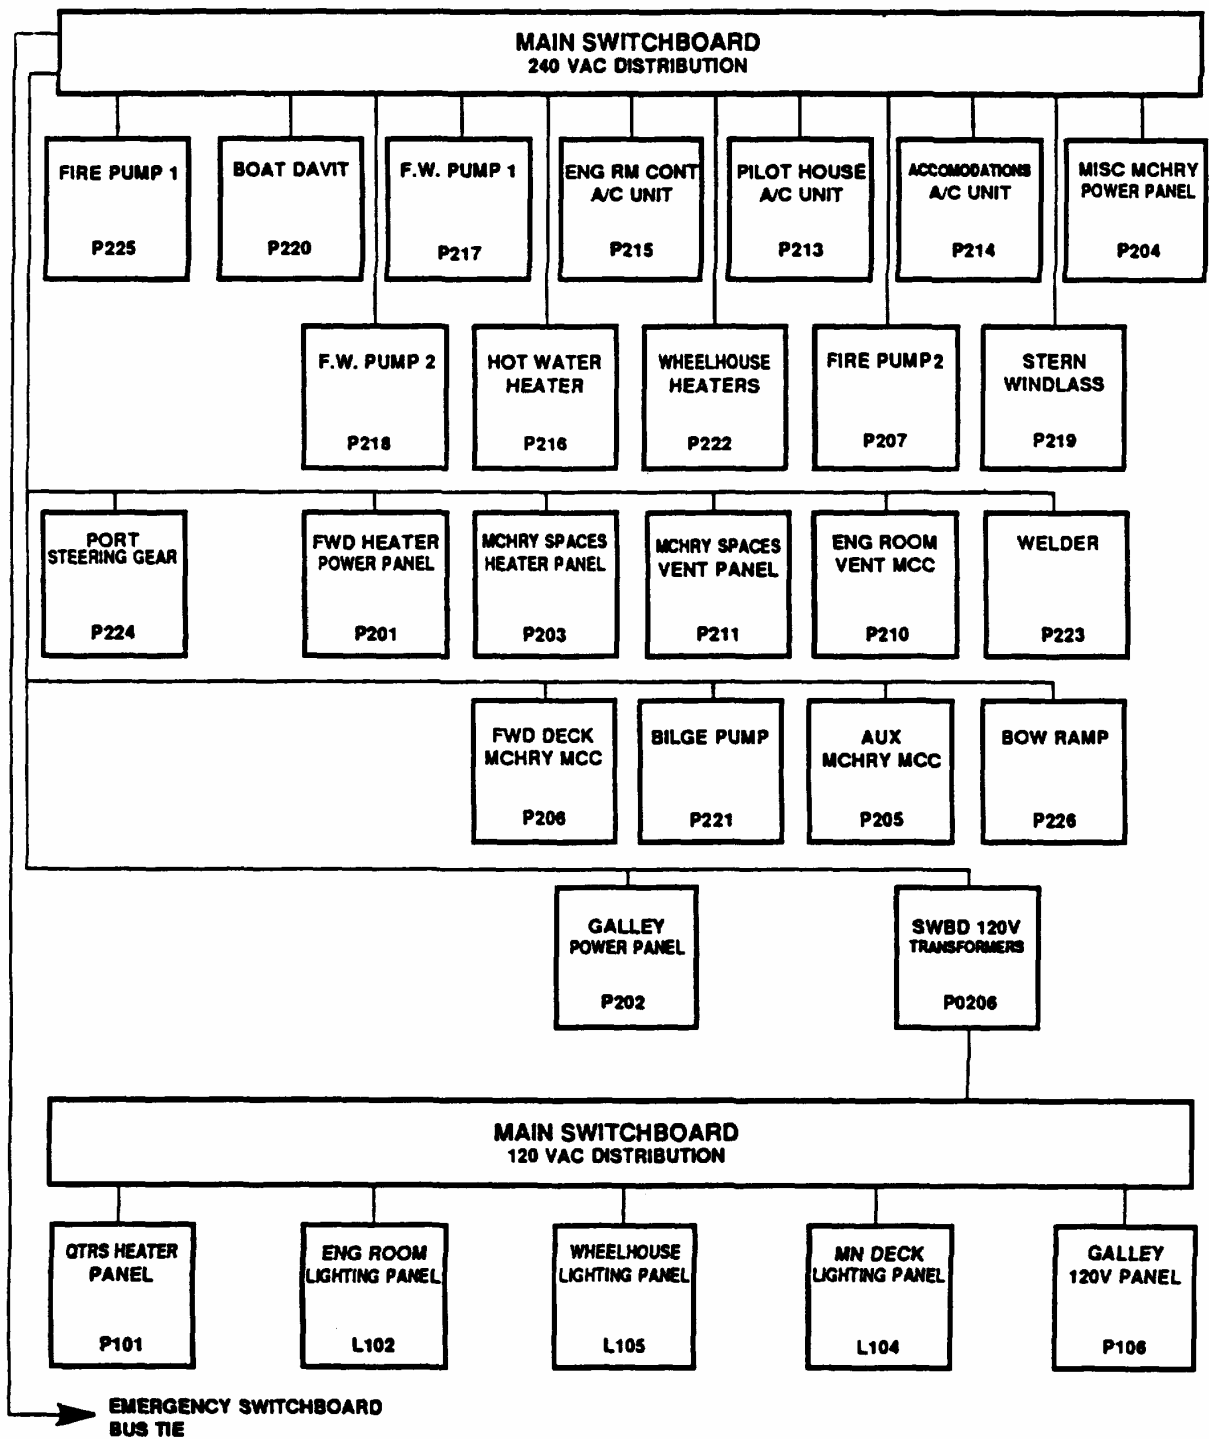 MAIN SWITCHBOARD
240 VAC DISTRIBUTION
FIRE PUMP 1
P225
BOAT DAVIT
P220
F.W. PUMP 1
P217
ENG RM CONT
A/C UNIT
P215
PILOT HOUSE
A/C UNIT
P213
ACCOMODATIONS
A/C UNIT
P214
MISC MCHRY
POWER PANEL
P204
F.W. PUMP 2
P218
HOT WATER
HEATER
P216
WHEELHOUSE
HEATERS
P222
FIRE PUMP2
P207
STERN
WINDLASS
P219
PORT
STEERING GEAR
P224
FWD HEATER
POWER PANEL
P201
MCHRY SPACES
HEATER PANEL
P203
MCHRY SPACES
VENT PANEL
P211
ENG ROOM
VENT MCC
P210
WELDER
P223
FWD DECK
MCHRY MCC
P206
BILGE PUMP
P221
AUX
MCHRY MCC
P205
BOW RAMP
P226
GALLEY
POWER PANEL
P202
SWBD 120V
TRANSFORMERS
P0206
MAIN SWITCHBOARD
120 VAC DISTRIBUTION
QTRS HEATER
PANEL
P101
ENG ROOM
LIGHTING PANEL
L102
WHEELHOUSE
LIGHTING PANEL
L105
MN DECK
LIGHTING PANEL
L104
GALLEY
120V PANEL
P106
EMERGENCY SWITCHBOARD
BUS TIE